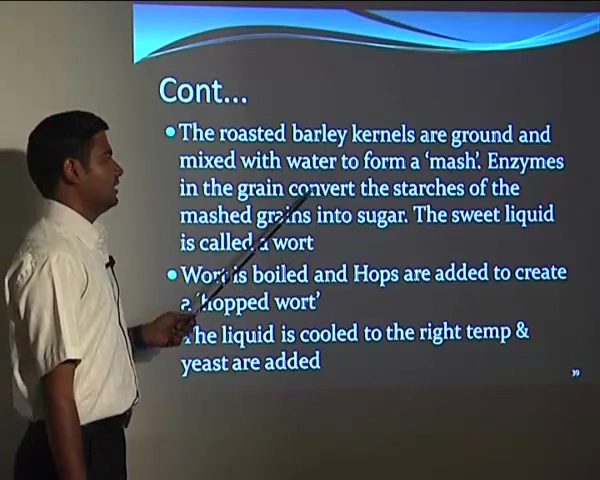 Cont...
The roasted barley kernels are ground and
mixed with water to form a 'mash'. Enzymes
in the grain convert the starches of the
mashed grains into sugar. The sweet liquid
is called a wort
Wort is boiled and Hops are added to create
a 'hopped wort'
The liquid is cooled to the right temp &
yeast are added
39